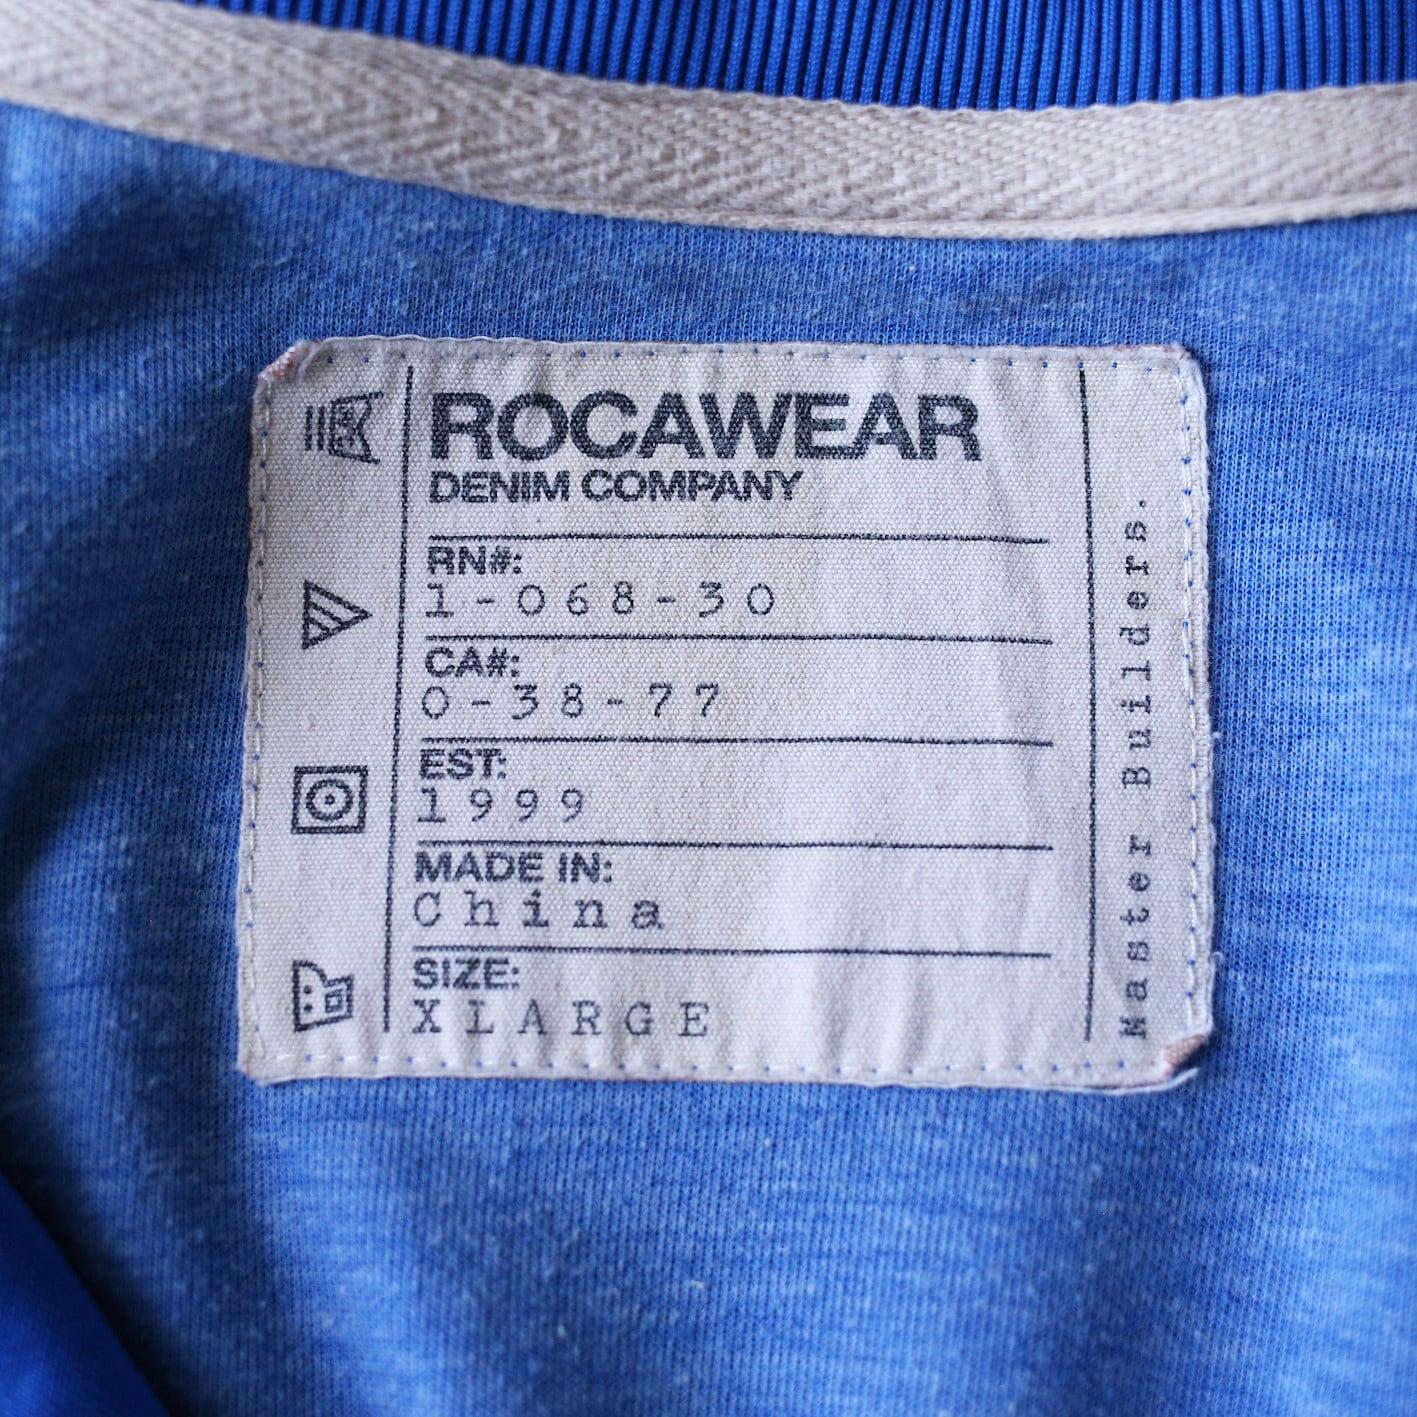 ROCAWEAR
DENIM COMPANY
RN#:
1-068-30
CA#:
0-38-77
EST:
1999
MADE IN:
China
SIZE:
XLARGE
Master Builders.